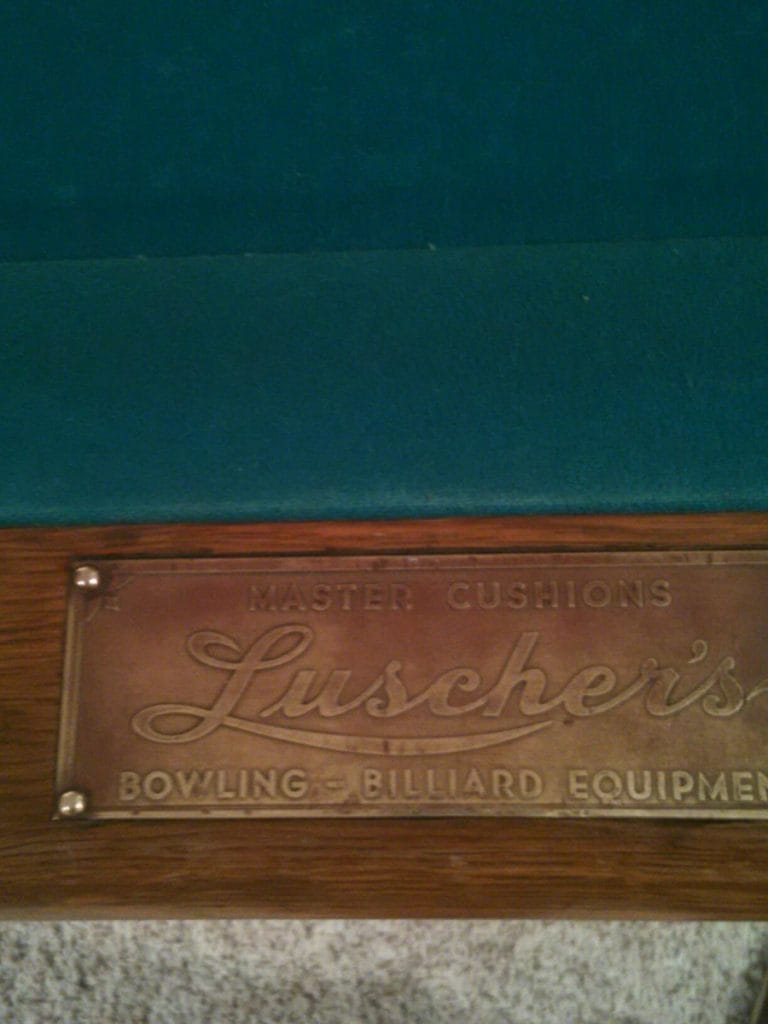 MASTER CUSHIONS
Luscher's
BOWLING - BILLIARD EQUIPMEN